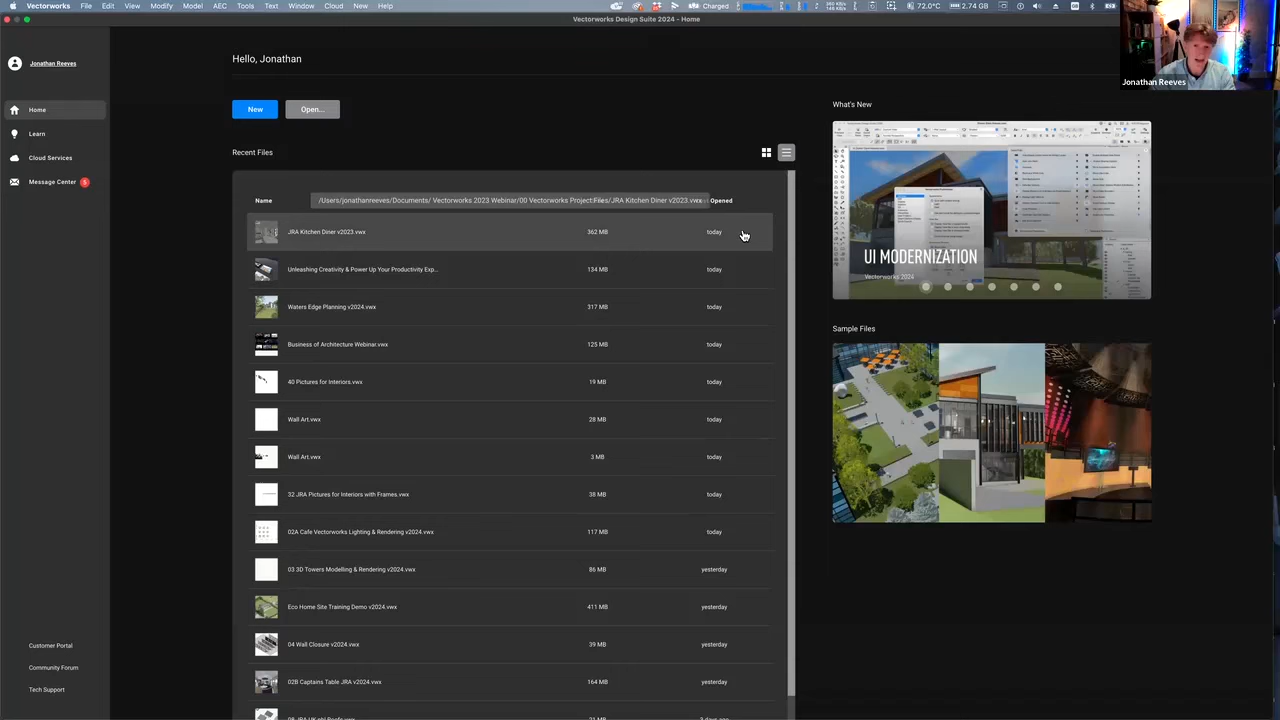 Vectorworks File Edit View Modify Model AEC Tools Text Window Cloud New Help
Charged
72.0°C
2.74 GB
Vectorworks Design Suite 2024 - Home
Jonathan Reeves
Jonathan Reeves
Hello, Jonathan
Home
Learn
Cloud Services
Message Center 5
New
Open...
What's New
Recent Files
Name
/Users/jonathanreeves/Documents/ Vectorworks 2023 Webinar/00 Vectorworks Project Files/JRA Kitchen Diner v2023.vwx
Opened
JRA Kitchen Diner v2023.vwx 362 MB today
Unleashing Creativity & Power Up Your Productivity Exp... 134 MB today
Waters Edge Planning v2024.vwx 317 MB today
Business of Architecture Webinar.vwx 125 MB today
40 Pictures for Interiors.vwx 19 MB today
Wall Art.vwx 28 MB today
Wall Art.vwx 3 MB today
32 JRA Pictures for Interiors with Frames.vwx 38 MB today
02A Cafe Vectorworks Lighting & Rendering v2024.vwx 117 MB today
03 3D Towers Modelling & Rendering v2024.vwx 86 MB yesterday
Eco Home Site Training Demo v2024.vwx 411 MB yesterday
04 Wall Closure v2024.vwx 39 MB yesterday
02B Captains Table JRA v2024.vwx 164 MB yesterday
UI MODERNIZATION
Vectorworks 2024
Sample Files
Customer Portal
Community Forum
Tech Support